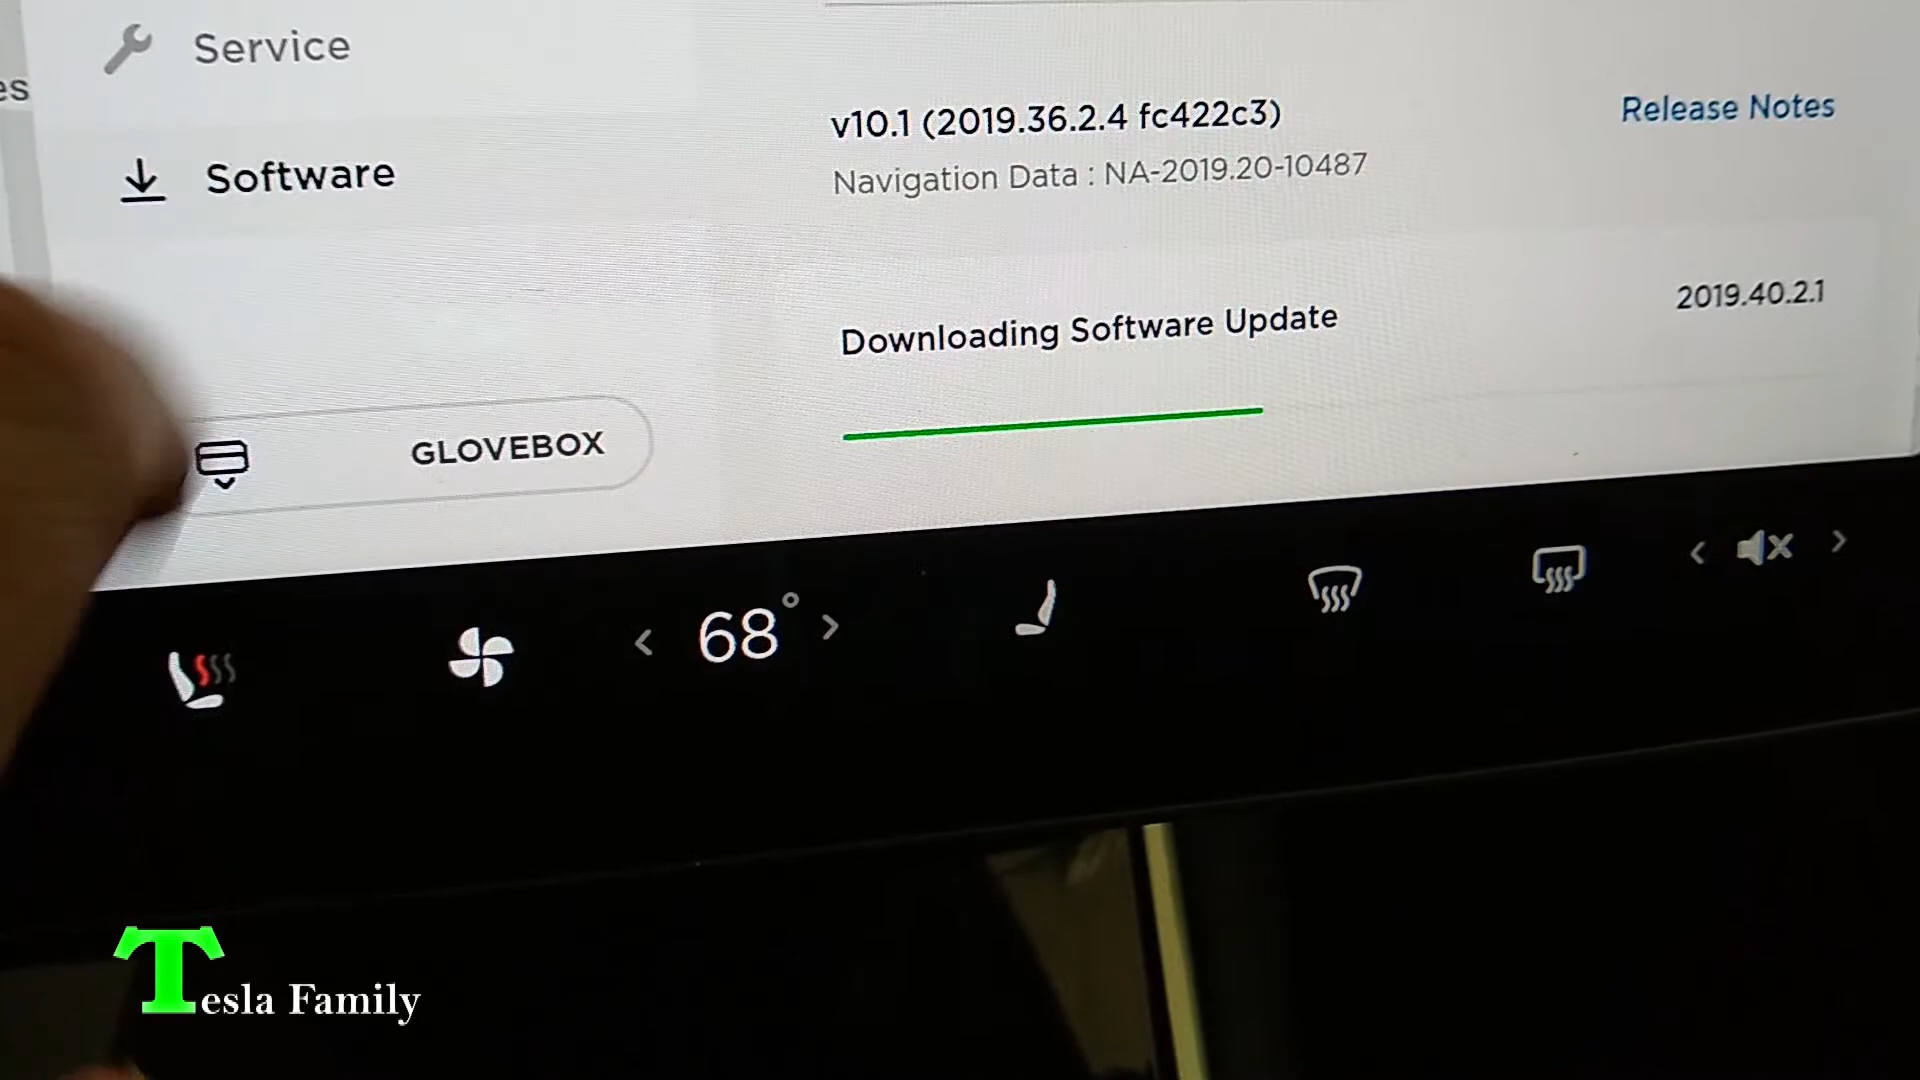 es
Service
Software
v10.1 (2019.36.2.4 fc422c3)
Release Notes
Navigation Data : NA-2019.20-10487
Downloading Software Update
2019.40.2.1
GLOVEBOX
< 68° >
< >
Tesla Family